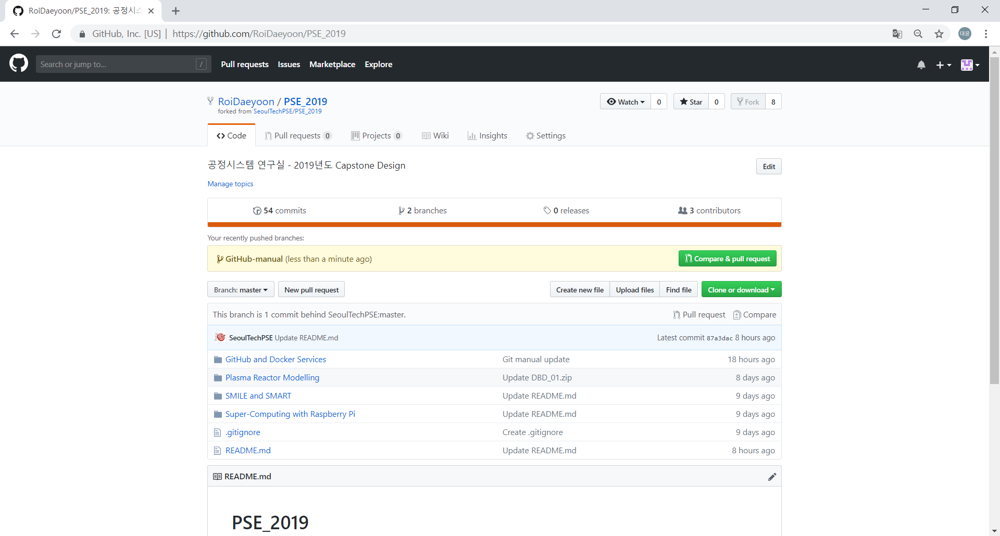 RoiDaeyoon/PSE_2019: 공정시스
GitHub, Inc. [US] | https://github.com/RoiDaeyoon/PSE_2019
대윤
Search or jump to... /
Pull requests Issues Marketplace Explore
RoiDaeyoon / PSE_2019
forked from SeoulTechPSE/PSE_2019
Watch 0 Star 0 Fork 8
Code Pull requests 0 Projects 0 Wiki Insights Settings
공정시스템 연구실 - 2019년도 Capstone Design
Edit
Manage topics
54 commits 2 branches 0 releases 3 contributors
Your recently pushed branches:
GitHub-manual (less than a minute ago) Compare & pull request
Branch: master New pull request Create new file Upload files Find file Clone or download
This branch is 1 commit behind SeoulTechPSE:master. Pull request Compare
SeoulTechPSE Update README.md Latest commit 87a3dac 8 hours ago
GitHub and Docker Services Git manual update 18 hours ago
Plasma Reactor Modelling Update DBD_01.zip 8 days ago
SMILE and SMART Update README.md 9 days ago
Super-Computing with Raspberry Pi Update README.md 9 days ago
.gitignore Create .gitignore 9 days ago
README.md Update README.md 8 hours ago
README.md
PSE_2019